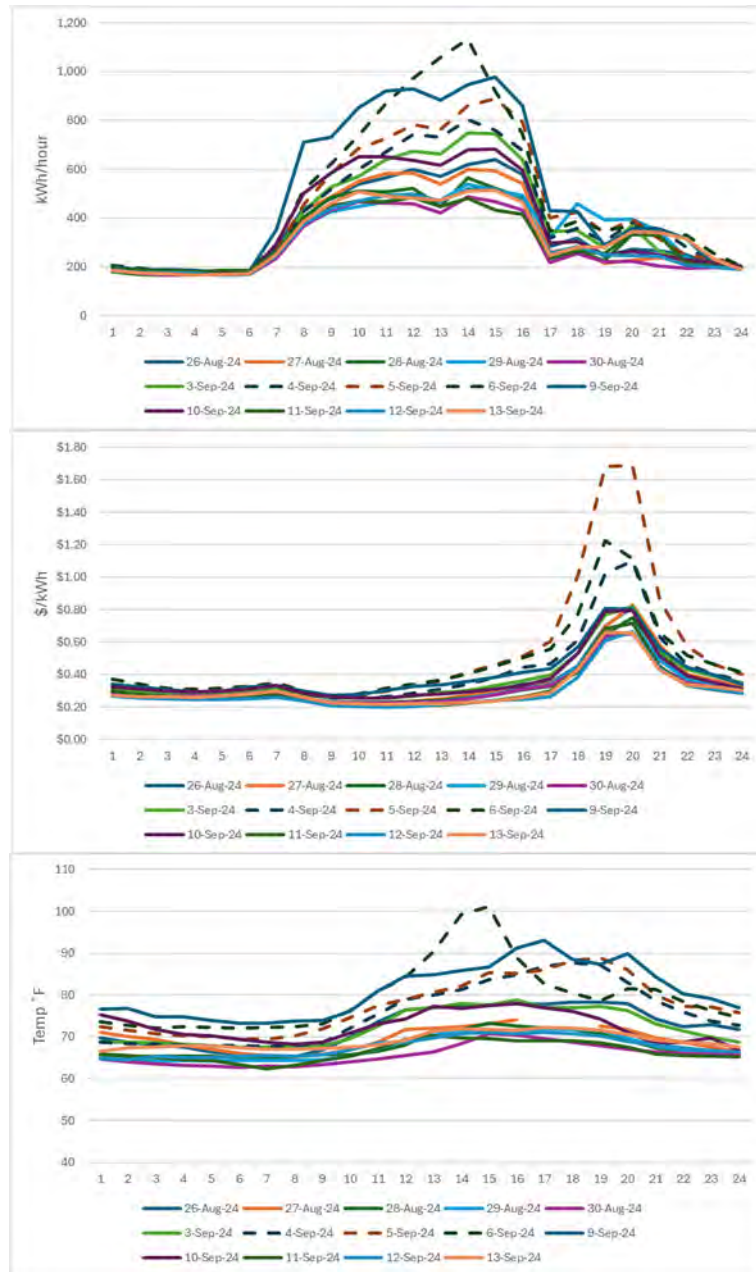 1,200
1,000
800
600
400
200
0
kWh/hour
1 2 3 4 5 6 7 8 9 10 11 12 13 14 15 16 17 18 19 20 21 22 23 24
26-Aug-24 27-Aug-24 28-Aug-24 29-Aug-24 30-Aug-24
3-Sep-24 4-Sep-24 5-Sep-24 6-Sep-24 9-Sep-24
10-Sep-24 11-Sep-24 12-Sep-24 13-Sep-24
$1.80
$1.60
$1.40
$1.20
$1.00
$0.80
$0.60
$0.40
$0.20
$0.00
$/kWh
1 2 3 4 5 6 7 8 9 10 11 12 13 14 15 16 17 18 19 20 21 22 23 24
26-Aug-24 27-Aug-24 28-Aug-24 29-Aug-24 30-Aug-24
3-Sep-24 4-Sep-24 5-Sep-24 6-Sep-24 9-Sep-24
10-Sep-24 11-Sep-24 12-Sep-24 13-Sep-24
110
100
90
80
70
60
50
40
Temp °F
1 2 3 4 5 6 7 8 9 10 11 12 13 14 15 16 17 18 19 20 21 22 23 24
26-Aug-24 27-Aug-24 28-Aug-24 29-Aug-24 30-Aug-24
3-Sep-24 4-Sep-24 5-Sep-24 6-Sep-24 9-Sep-24
10-Sep-24 11-Sep-24 12-Sep-24 13-Sep-24